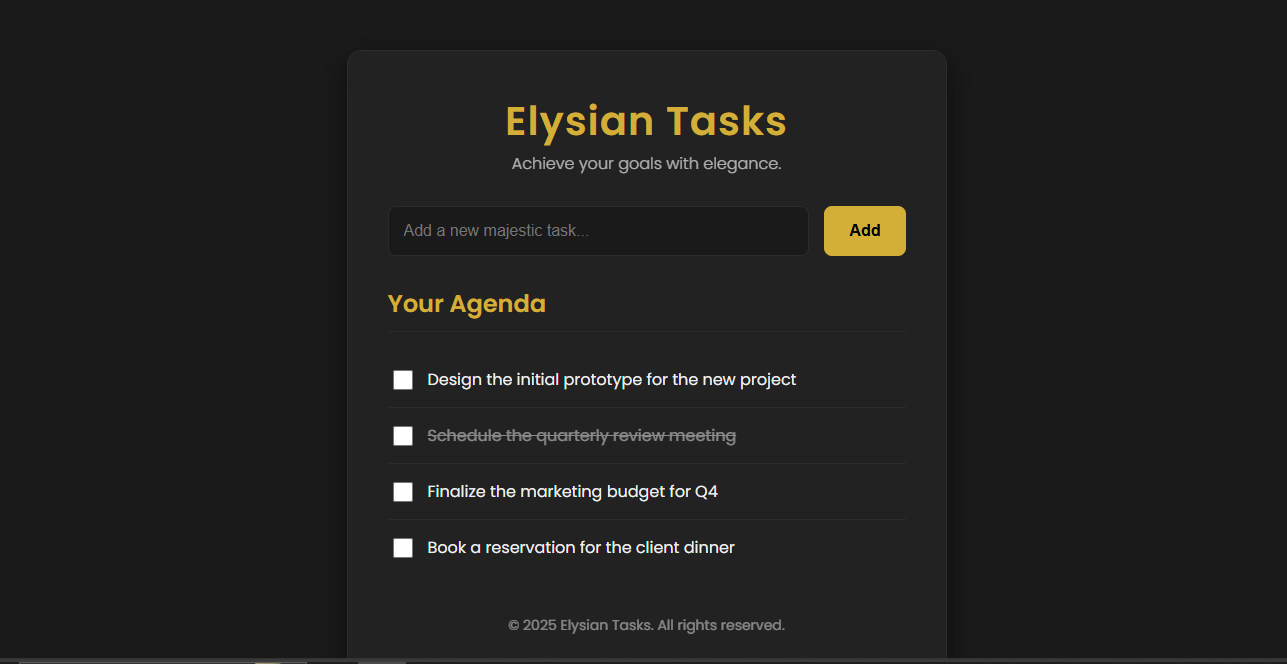 Elysian Tasks
Achieve your goals with elegance.
Add a new majestic task...
Add
Your Agenda
Design the initial prototype for the new project
Schedule the quarterly review meeting
Finalize the marketing budget for Q4
Book a reservation for the client dinner
© 2025 Elysian Tasks. All rights reserved.